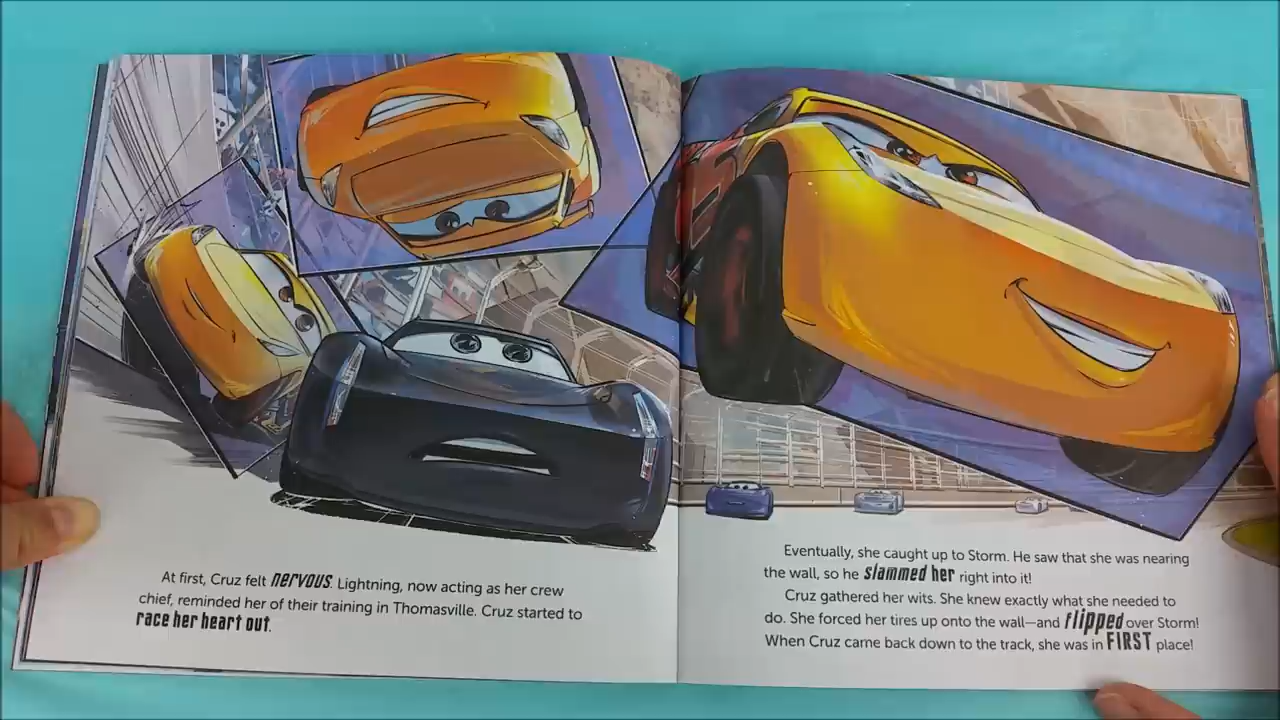 At first, Cruz felt nervous. Lightning, now acting as her crew
chief, reminded her of their training in Thomasville. Cruz started to
race her heart out.
Eventually, she caught up to Storm. He saw that she was nearing
the wall, so he slammed her right into it!
Cruz gathered her wits. She knew exactly what she needed to
do. She forced her tires up onto the wall—and flipped over Storm!
When Cruz came back down to the track, she was in FIRST place!